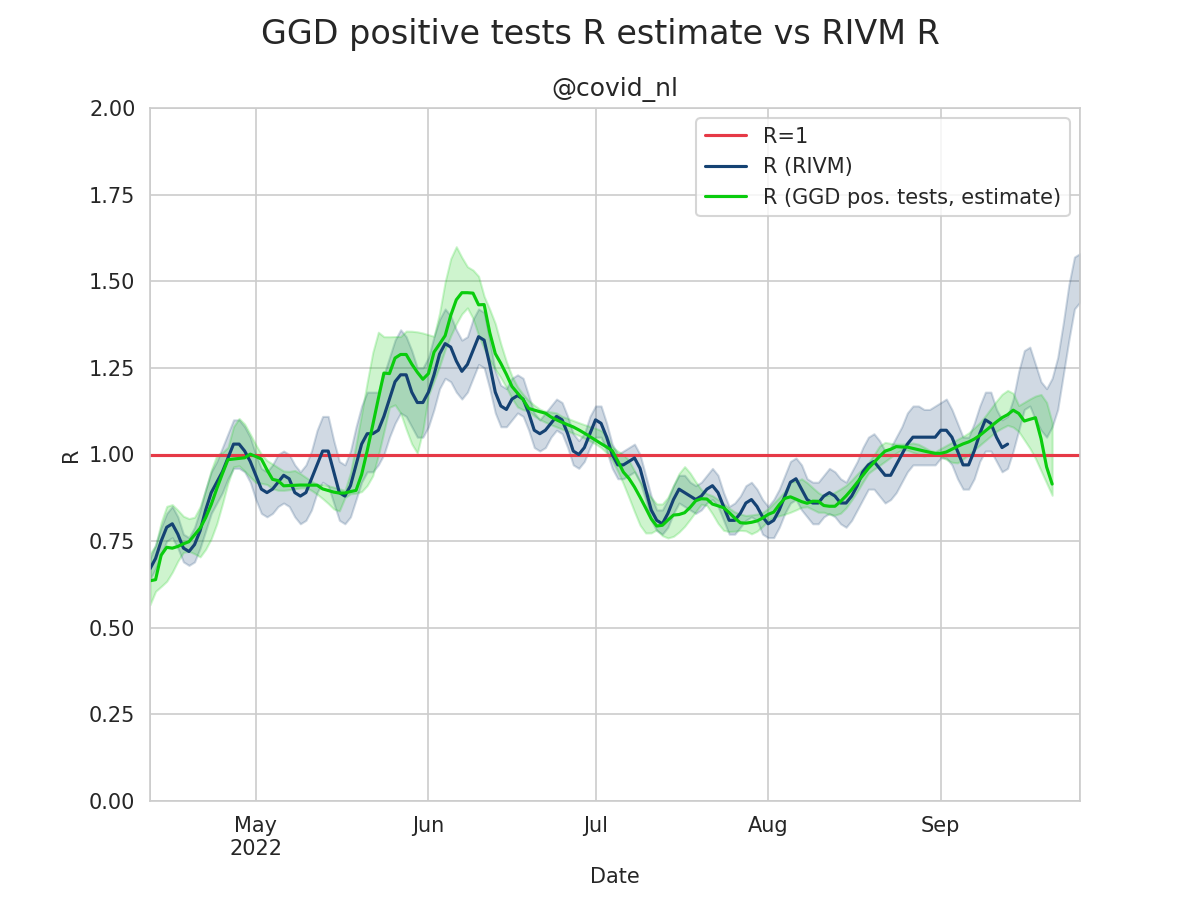 GGD positive tests R estimate vs RIVM R
@covid_nl
2.00
1.75
1.50
1.25
1.00
0.75
0.50
0.25
0.00
R
R=1
R (RIVM)
R (GGD pos. tests, estimate)
May
2022
Jun
Jul
Aug
Sep
Date